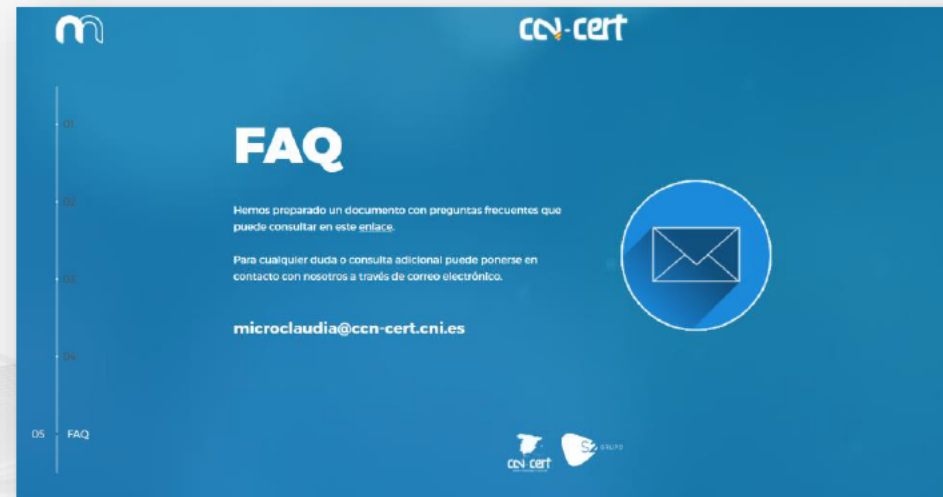 ccn-cert
01
FAQ
Hemos preparado un documento con preguntas frecuentes que
puede consultar en este enlace.
02
Para cualquier duda o consulta adicional puede ponerse en
contacto con nosotros a través de correo electrónico.
03
microclaudia@ccn-cert.cni.es
04
05 FAQ
ccn-cert
S2 GRUPO